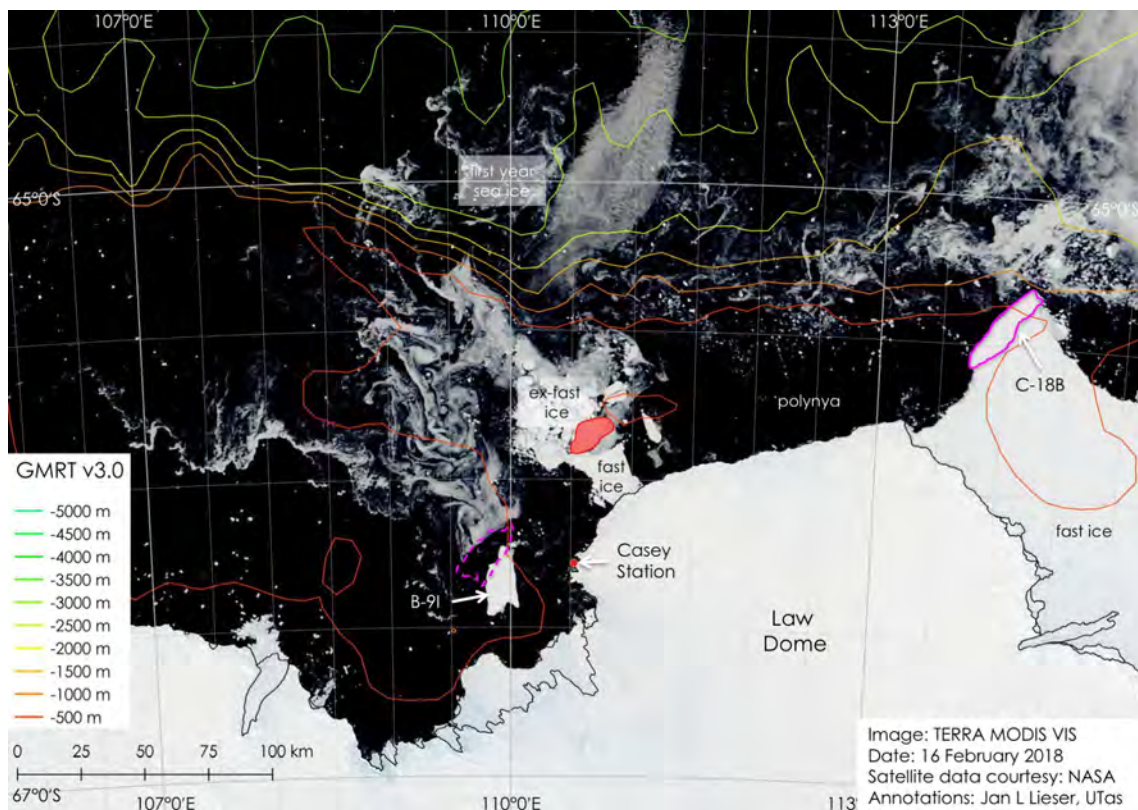 107°0'E
110°0'E
113°0'E
first year
sea ice
65°0'S
65°0'S
C-18B
ex-fast
ice
polynya
fast
ice
GMRT v3.0
-5000 m
-4500 m
-4000 m
-3500 m
-3000 m
-2500 m
-2000 m
-1500 m
-1000 m
-500 m
fast ice
Casey
Station
B-9I
Law
Dome
0 25 50 75 100 km
Image: TERRA MODIS VIS
Date: 16 February 2018
Satellite data courtesy: NASA
Annotations: Jan L Lieser, UTas
67°0'S
107°0'E
110°0'E
113°